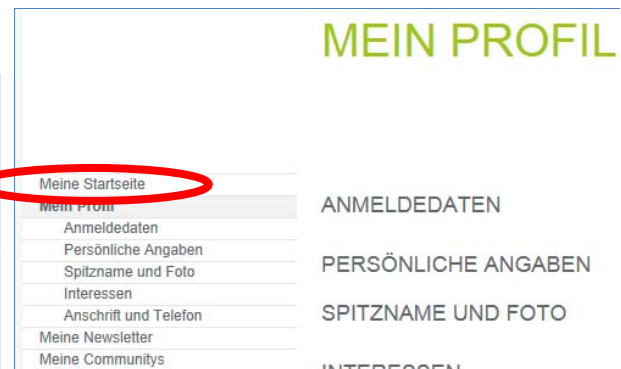 MEIN PROFIL
Meine Startseite
Mein Profil
Anmeldedaten
Persönliche Angaben
Spitzname und Foto
Interessen
Anschrift und Telefon
Meine Newsletter
Meine Communitys
ANMELDEDATEN
PERSÖNLICHE ANGABEN
SPITZNAME UND FOTO
INTERESSEN